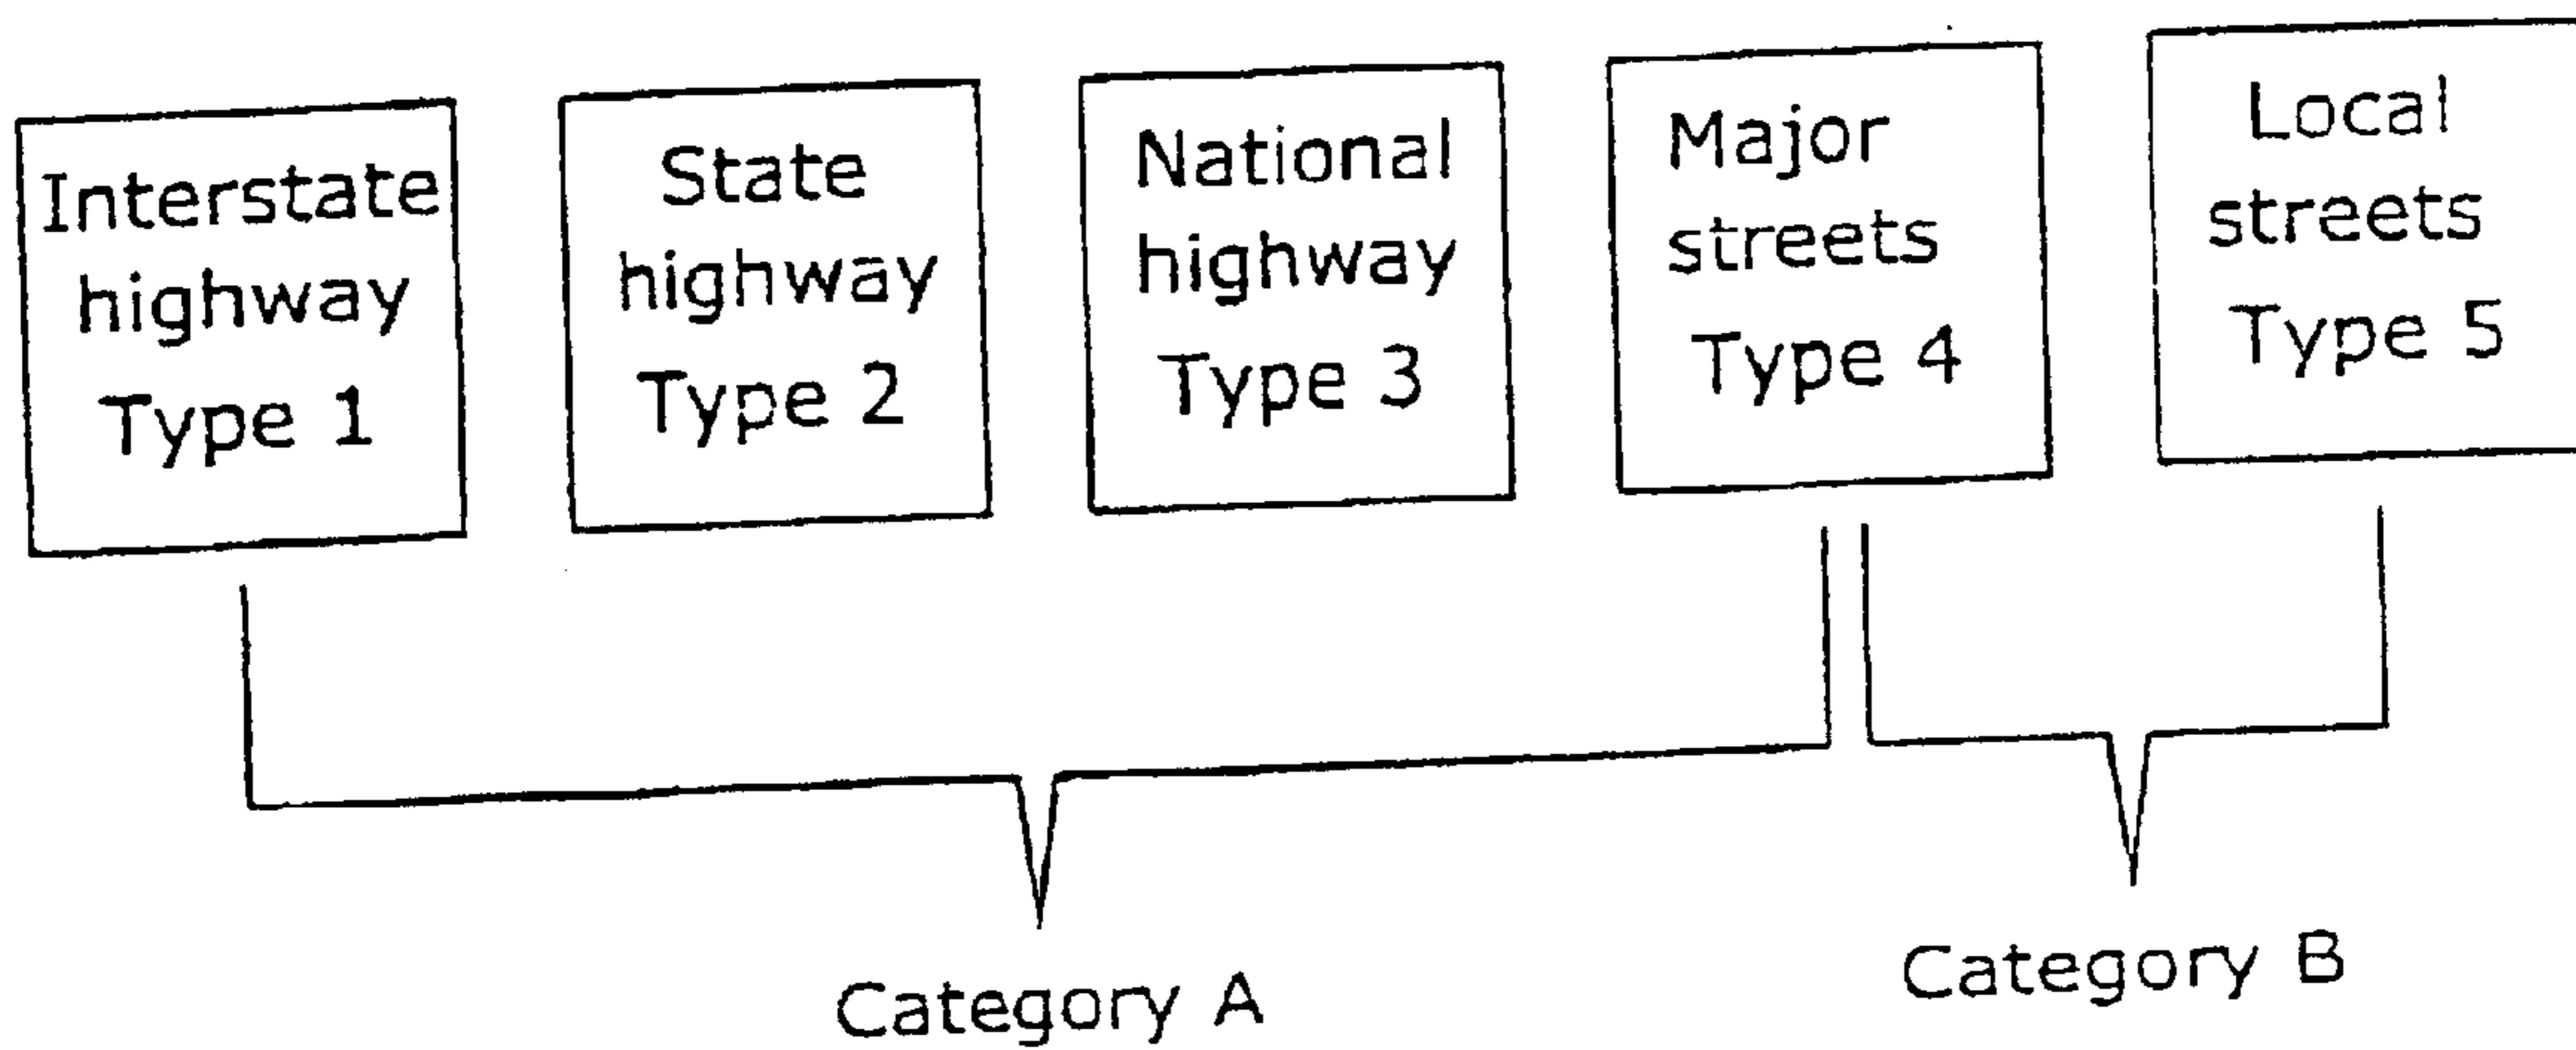 Interstate
highway
Type 1
State
highway
Type 2
National
highway
Type 3
Major
streets
Type 4
Local
streets
Type 5
Category A
Category B